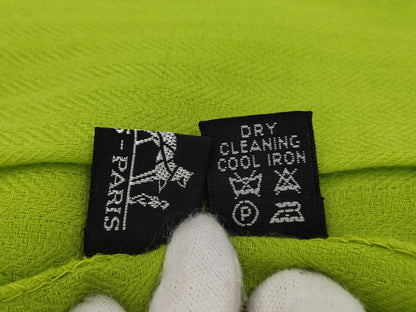 S - PARIS
DRY
CLEANING
COOL IRON
P